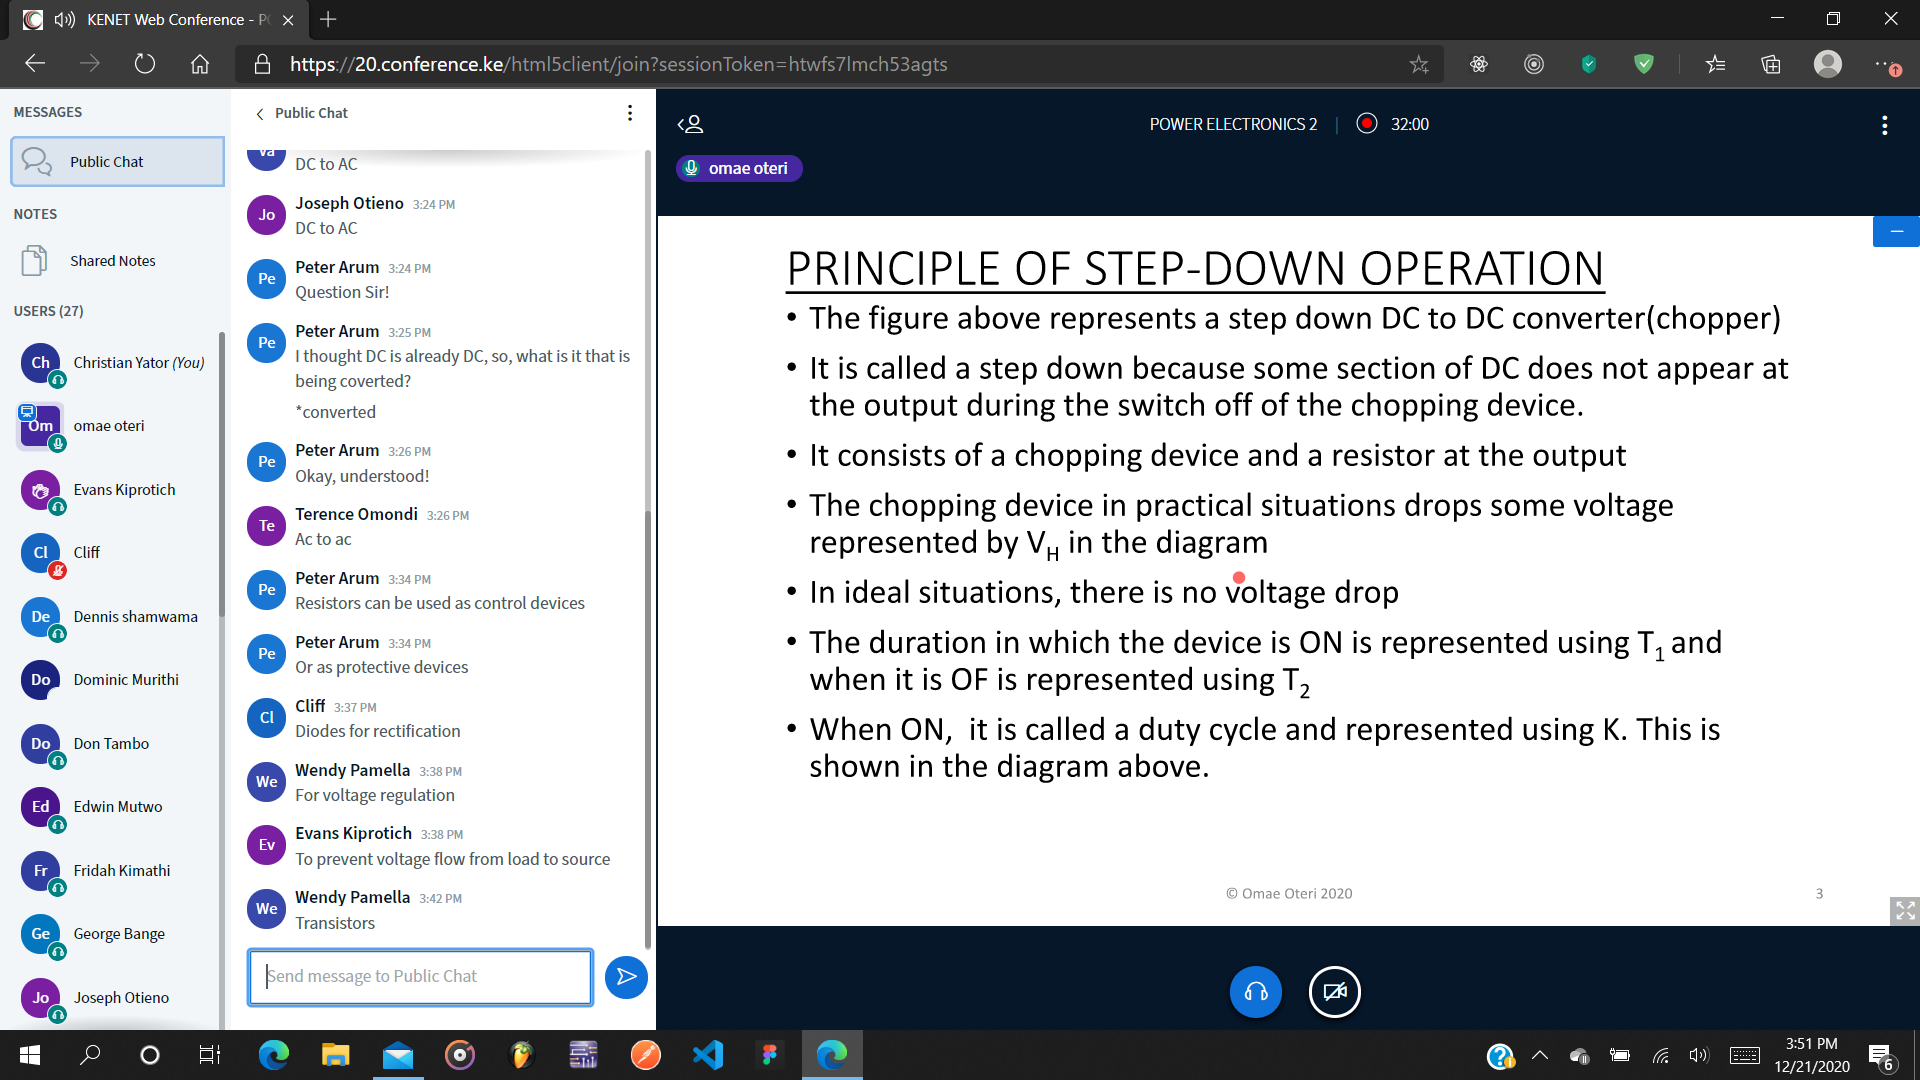 KENET Web Conference - P
https://20.conference.ke/html5client/join?sessionToken=htwfs7lmch53agts
MESSAGES
Public Chat
NOTES
Shared Notes
USERS (27)
Ch
Christian Yator (You)
Om
omae oteri
Evans Kiprotich
Cl
Cliff
De
Dennis shamwama
Do
Dominic Murithi
Do
Don Tambo
Ed
Edwin Mutwo
Fr
Fridah Kimathi
Ge
George Bange
Jo
Joseph Otieno
Public Chat
Va
DC to AC
Jo
Joseph Otieno 3:24 PM
DC to AC
Pe
Peter Arum 3:24 PM
Question Sir!
Pe
Peter Arum 3:25 PM
I thought DC is already DC, so, what is it that is
being coverted?
*converted
Pe
Peter Arum 3:26 PM
Okay, understood!
Te
Terence Omondi 3:26 PM
Ac to ac
Pe
Peter Arum 3:34 PM
Resistors can be used as control devices
Pe
Peter Arum 3:34 PM
Or as protective devices
Cl
Cliff 3:37 PM
Diodes for rectification
We
Wendy Pamella 3:38 PM
For voltage regulation
Ev
Evans Kiprotich 3:38 PM
To prevent voltage flow from load to source
We
Wendy Pamella 3:42 PM
Transistors
Send message to Public Chat
POWER ELECTRONICS 2 | 32:00
omae oteri
PRINCIPLE OF STEP-DOWN OPERATION
• The figure above represents a step down DC to DC converter(chopper)
• It is called a step down because some section of DC does not appear at
the output during the switch off of the chopping device.
• It consists of a chopping device and a resistor at the output
• The chopping device in practical situations drops some voltage
represented by VH in the diagram
• In ideal situations, there is no voltage drop
• The duration in which the device is ON is represented using T1 and
when it is OF is represented using T2
• When ON,  it is called a duty cycle and represented using K. This is
shown in the diagram above.
© Omae Oteri 2020
3
3:51 PM
12/21/2020
6